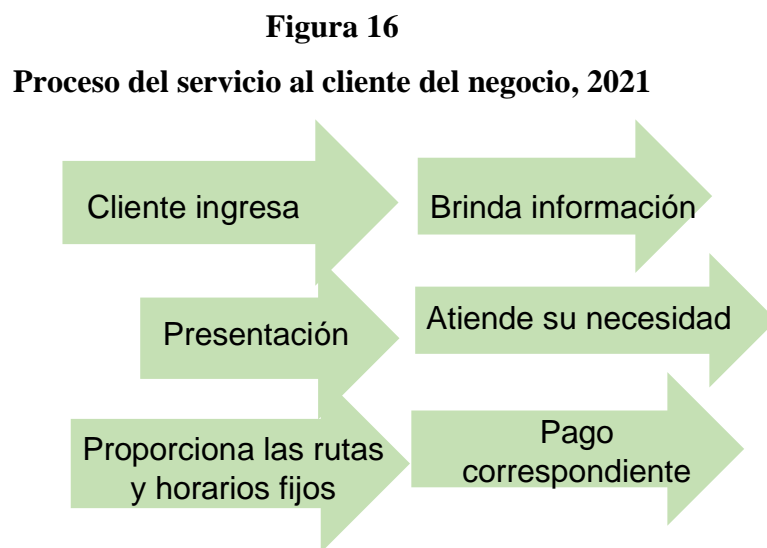 Figura 16
Proceso del servicio al cliente del negocio, 2021
Cliente ingresa
Brinda información
Presentación
Atiende su necesidad
Proporciona las rutas
y horarios fijos
Pago
correspondiente